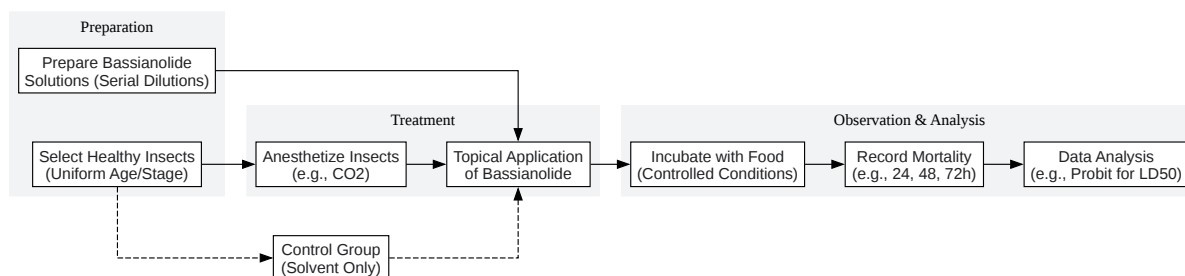 Preparation
Prepare Bassianolide
Solutions (Serial Dilutions)
Treatment
Observation & Analysis
Select Healthy Insects
(Uniform Age/Stage)
Anesthetize Insects
(e.g., CO2)
Topical Application
of Bassianolide
Incubate with Food
(Controlled Conditions)
Record Mortality
(e.g., 24, 48, 72h)
Data Analysis
(e.g., Probit for LD50)
Control Group
(Solvent Only)